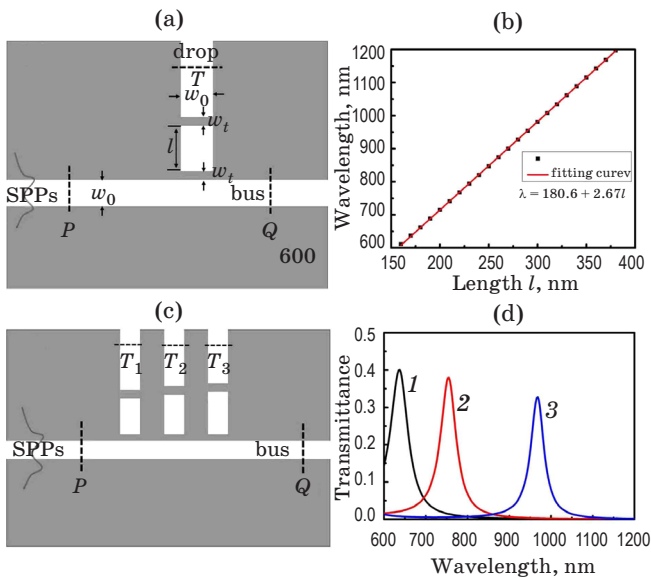 (a)
drop
T
w0
wt
l
wt
SPPs
w0
bus
P
Q
600
(b)
Wavelength, nm
1200
1100
1000
900
800
700
600
fitting curev
λ = 180.6 + 2.67l
150 200 250 300 350 400
Length l, nm
(c)
T1 T2 T3
SPPs
bus
P
Q
(d)
Transmittance
0.5
0.4
0.3
0.2
0.1
0.0
1
2
3
600 700 800 900 1000 1100 1200
Wavelength, nm